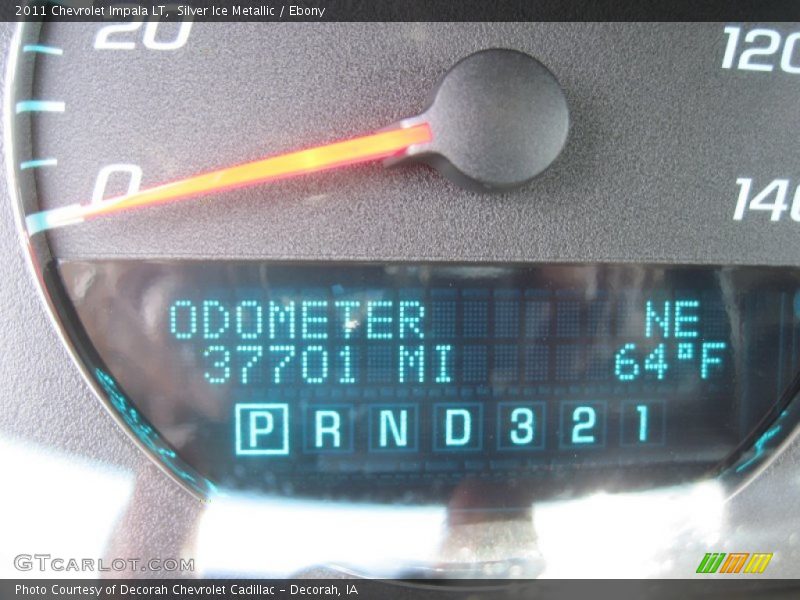 2011 Chevrolet Impala LT, Silver Ice Metallic / Ebony
20
120
0
140
ODOMETER NE
37701 MI 64°F
P R N D 3 2 1
GTCARLOT.COM
Photo Courtesy of Decorah Chevrolet Cadillac - Decorah, IA